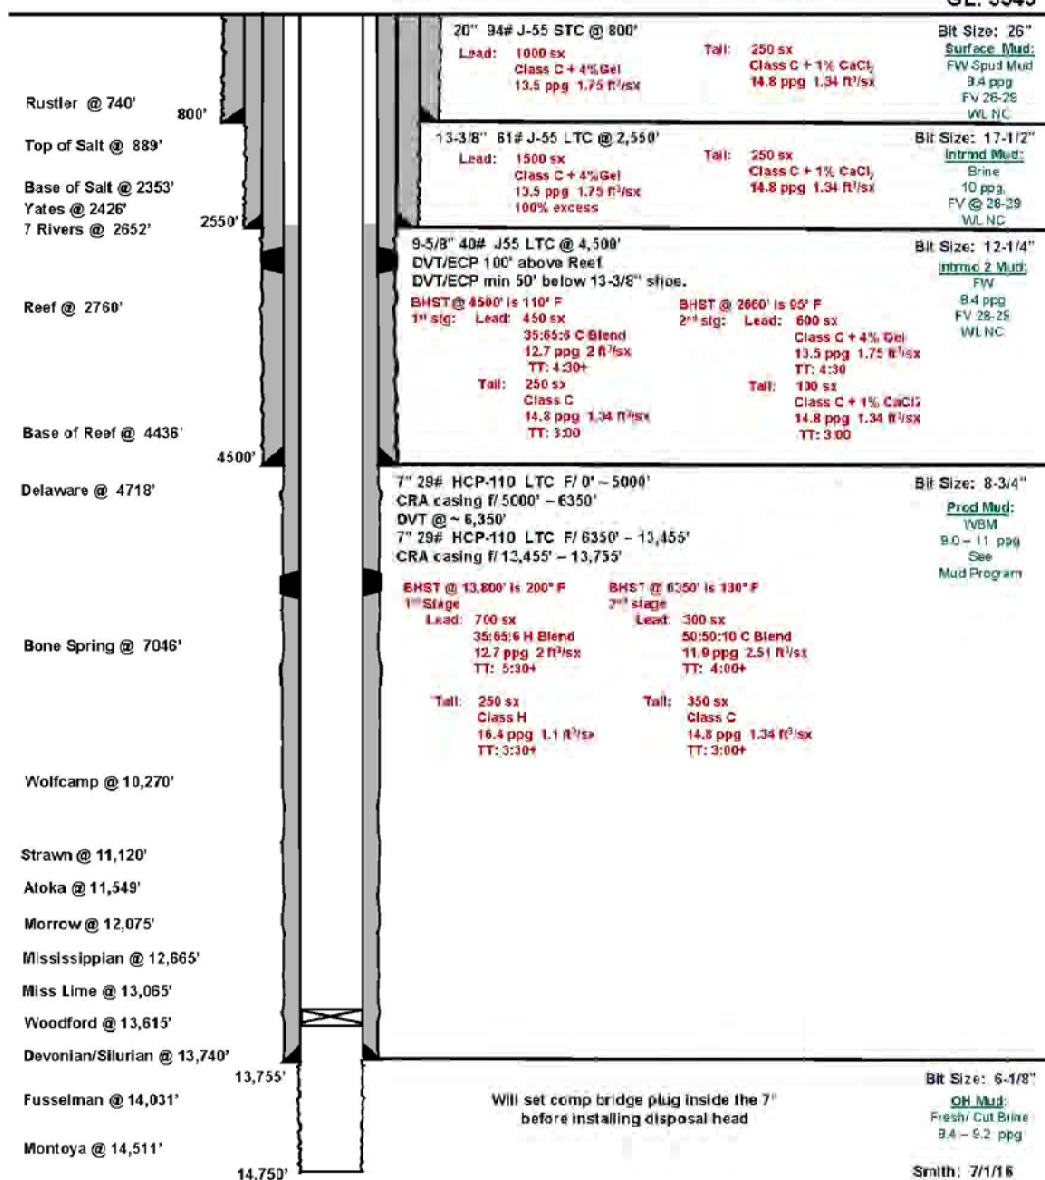 GL: 3545
20" 94# J-55 STC @ 800'
Lead: 1000 sx
Class C + 4% Gel
13.5 ppg 1.75 ft³/sx
Tail: 250 sx
Class C + 1% CaCl₂
14.8 ppg 1.34 ft³/sx
Bit Size: 26"
Surface Mud:
FW Spud Mud
8.4 ppg
FV 28-29
WL NC
Rustler @ 740'
800'
Top of Salt @ 889'
Base of Salt @ 2353'
Yates @ 2426'
7 Rivers @ 2652'
2550'
13-3/8" 61# J-55 LTC @ 2,550'
Lead: 1500 sx
Class C + 4% Gel
13.5 ppg 1.75 ft³/sx
100% excess
Tail: 250 sx
Class C + 1% CaCl₂
14.8 ppg 1.34 ft³/sx
Bit Size: 17-1/2"
Intrmd Mud:
Brine
10 ppg
FV @ 28-29
WL NC
9-5/8" 40# J55 LTC @ 4,500'
DVT/ECP 100' above Reef
DVT/ECP min 50' below 13-3/8" shoe.
BHST @ 4500' is 110° F
1st stg: Lead: 450 sx
35:65:6 C Blend
12.7 ppg 2 ft³/sx
TT: 4:30+
Tail: 250 sx
Class C
14.8 ppg 1.34 ft³/sx
TT: 3:00
BHST @ 2660' is 95° F
2nd stg: Lead: 600 sx
Class C + 4% Gel
13.5 ppg 1.75 ft³/sx
TT: 4:30
Tail: 100 sx
Class C + 1% CaCl2
14.8 ppg 1.34 ft³/sx
TT: 3:00
Bit Size: 12-1/4"
Intrmd 2 Mud:
FW
8.4 ppg
FV 28-29
WL NC
Reef @ 2760'
Base of Reef @ 4436'
4500'
Delaware @ 4718'
7" 29# HCP-110 LTC F/ 0' – 5000'
CRA casing f/ 5000' – 6350'
DVT @ ~ 6,350'
7" 29# HCP-110 LTC F/ 6350' – 13,455'
CRA casing f/ 13,455' – 13,755'
BHST @ 13,800' is 200° F
1st Stage
Lead: 700 sx
35:65:6 H Blend
12.7 ppg 2 ft³/sx
TT: 5:30+
Tail: 250 sx
Class H
16.4 ppg 1.1 ft³/sx
TT: 3:30+
BHST @ 6350' is 130° F
2nd stage
Lead: 300 sx
50:50:10 C Blend
11.9 ppg 2.51 ft³/sx
TT: 4:00+
Tail: 350 sx
Class C
14.8 ppg 1.34 ft³/sx
TT: 3:00+
Bit Size: 8-3/4"
Prod Mud:
WBM
9.0 – 11 ppg
See
Mud Program
Bone Spring @ 7046'
Wolfcamp @ 10,270'
Strawn @ 11,120'
Atoka @ 11,549'
Morrow @ 12,075'
Mississippian @ 12,665'
Miss Lime @ 13,065'
Woodford @ 13,615'
Devonian/Silurian @ 13,740'
13,755'
Fusselman @ 14,031'
Montoya @ 14,511'
14,750'
Will set comp bridge plug inside the 7"
before installing disposal head
Bit Size: 6-1/8"
OH Mud:
Fresh/ Cut Brine
8.4 – 9.2 ppg
Smith: 7/1/16